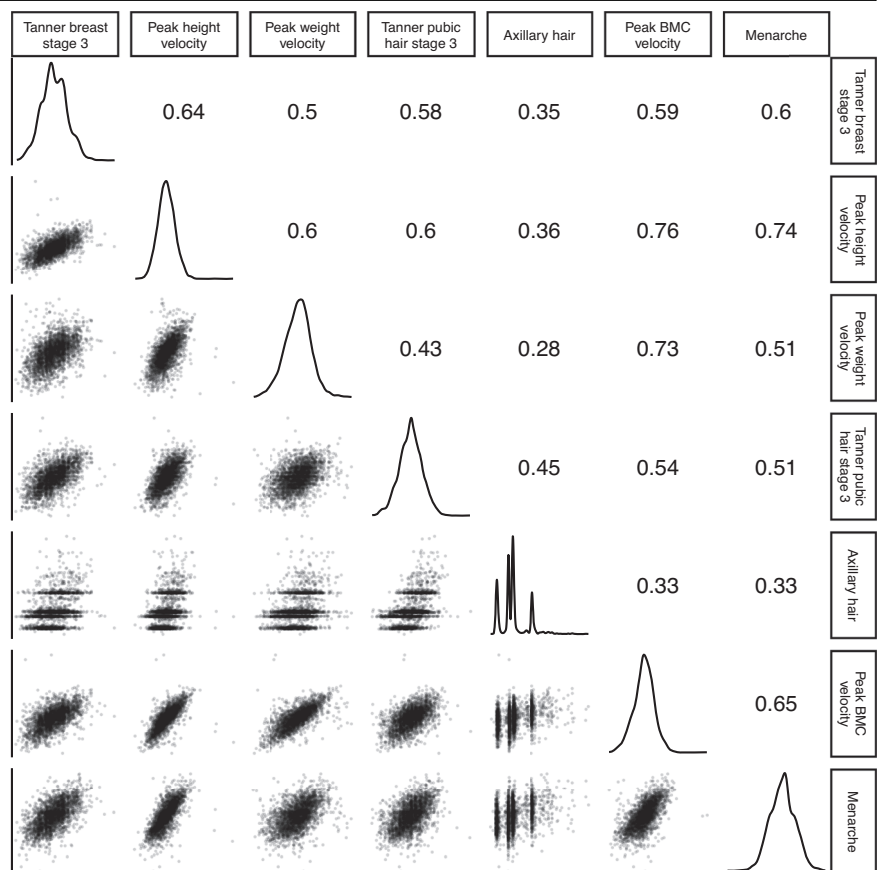 Tanner breast
stage 3
Peak height
velocity
Peak weight
velocity
Tanner pubic
hair stage 3
Axillary hair
Peak BMC
velocity
Menarche
0.64
0.5
0.58
0.35
0.59
0.6
Tanner breast
stage 3
0.6
0.6
0.36
0.76
0.74
Peak height
velocity
0.43
0.28
0.73
0.51
Peak weight
velocity
0.45
0.54
0.51
Tanner pubic
hair stage 3
0.33
0.33
Axillary hair
0.65
Peak BMC
velocity
Menarche